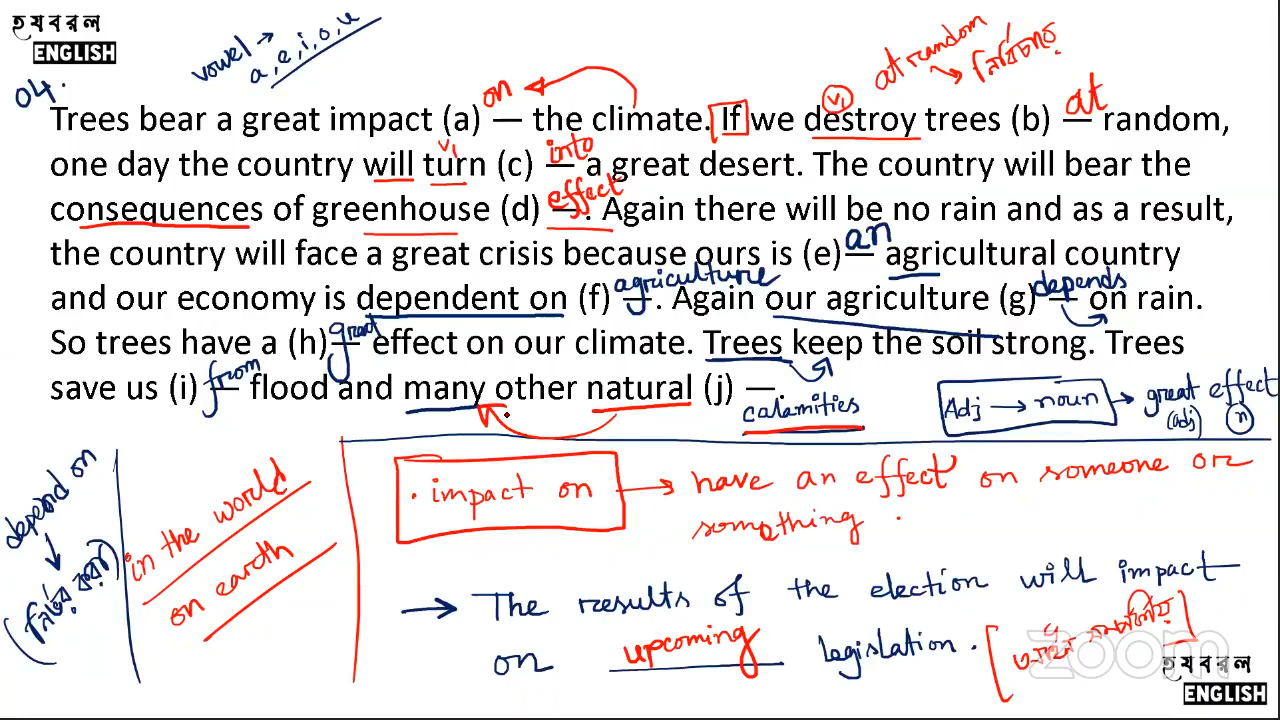 হ য ব র ল
ENGLISH
vowel →
a, e, i, o, u
at random
নির্বিচারে
04.
on
V1
at
Trees bear a great impact (a) — the climate. If we destroy trees (b) — random,
V1
into
one day the country will turn (c) — a great desert. The country will bear the
effect
consequences of greenhouse (d) —. Again there will be no rain and as a result,
an
the country will face a great crisis because ours is (e) — agricultural country
agriculture
depends
and our economy is dependent on (f) —. Again our agriculture (g) — on rain.
great
So trees have a (h) — effect on our climate. Trees keep the soil strong. Trees
from
save us (i) — flood and many other natural (j) —.
calamities
Adj → noun → great effect
(adj) (n)
depend on
(নির্ভর করা)
in the world
on earth
• impact on → have an effect on someone or
something.
→ The results of the election will impact
on upcoming legislation.
zoom
হ য ব র ল
ENGLISH